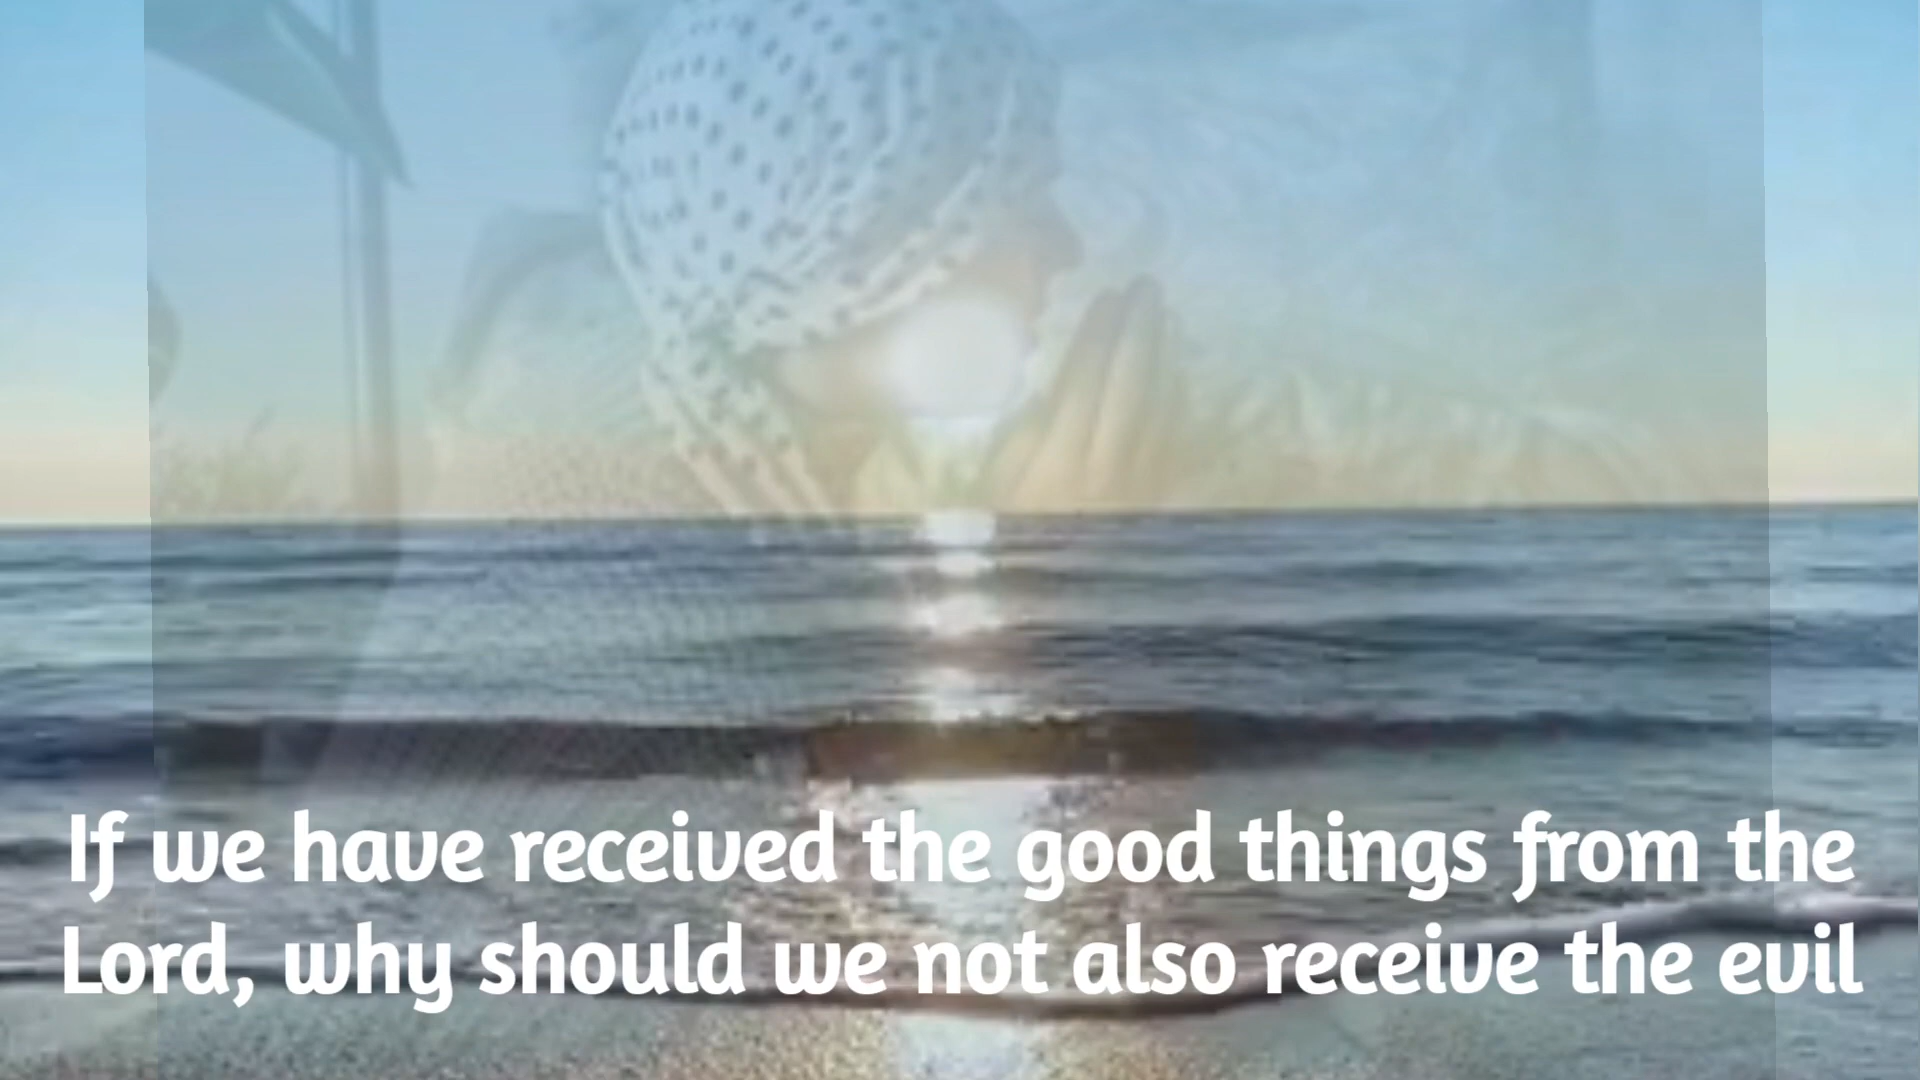 If we have received the good things from the
Lord, why should we not also receive the evil